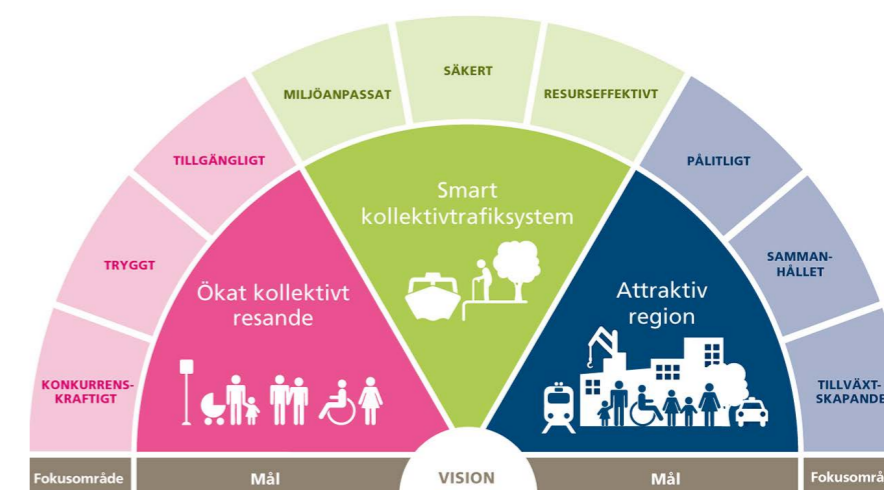 MILJÖANPASSAT
SÄKERT
RESURSEFFEKTIVT
TILLGÄNGLIGT
PÅLITLIGT
TRYGGT
SAMMAN-
HÅLLET
KONKURRENS-
KRAFTIGT
TILLVÄXT-
SKAPANDE
Smart
kollektivtrafiksystem
Ökat kollektivt
resande
Attraktiv
region
Fokusområde
Mål
VISION
Mål
Fokusområ